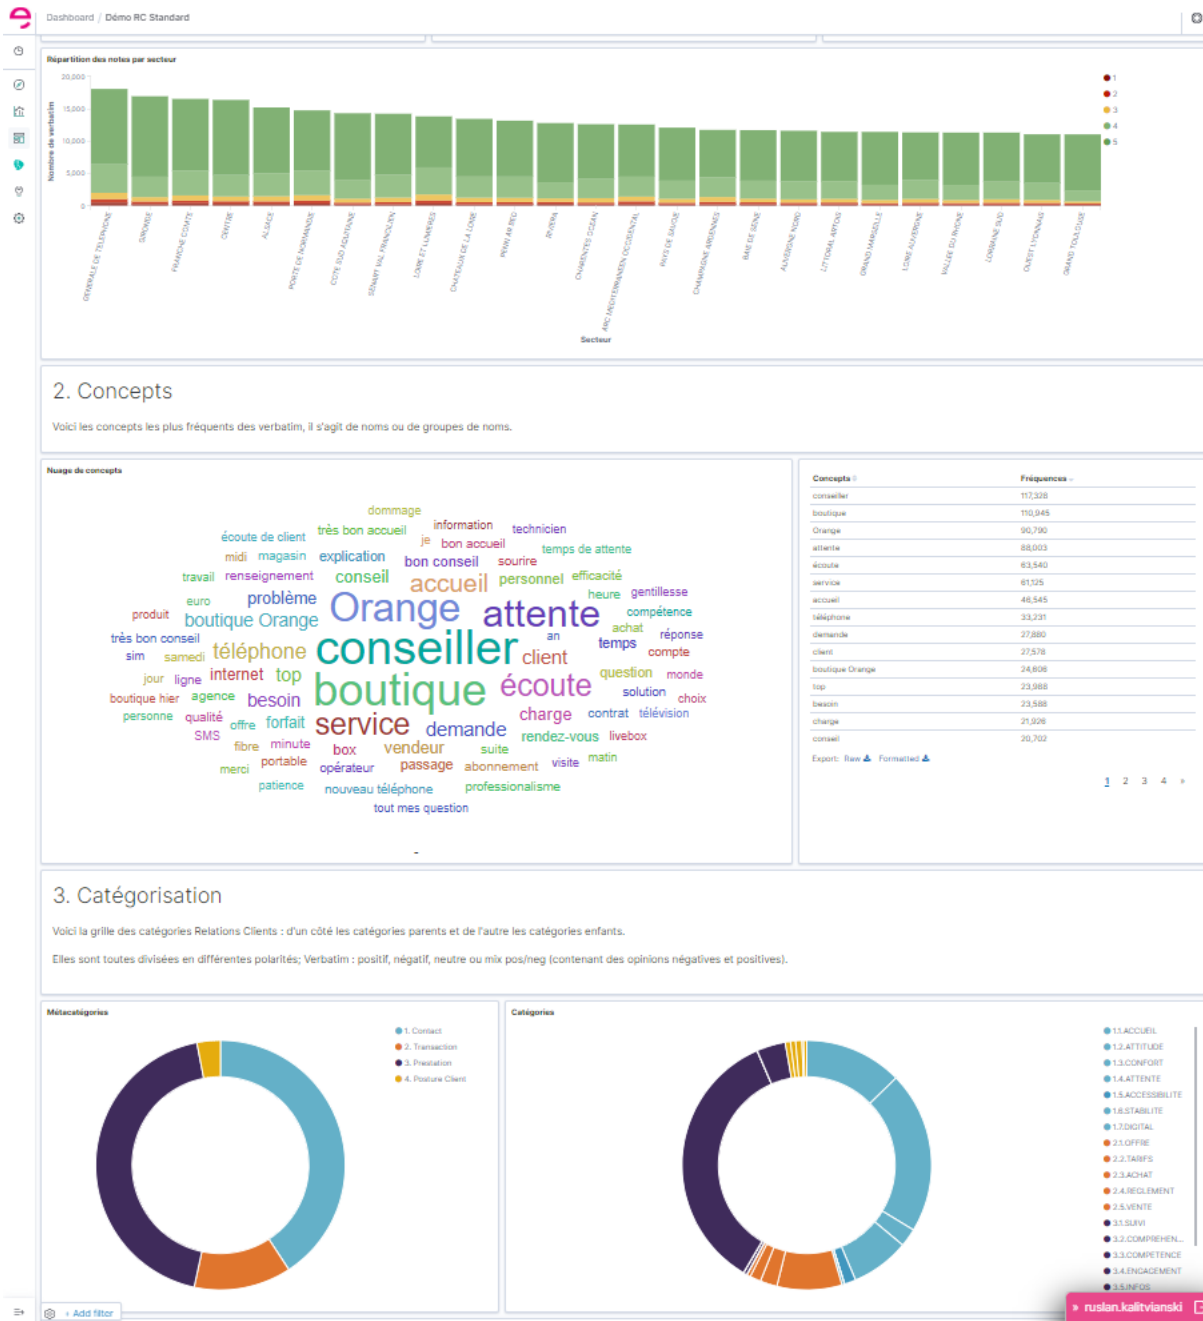 Dashboard / Démo RC Standard
Répartition des notes par secteur
Nombre de verbatim
20,000
15,000
10,000
5,000
0
1
2
3
4
5
GENERALE DE TELEPHONE
GIRONDE
FRANCHE COMTE
CENTRE
ALSACE
PORTE DE NORMANDIE
COTE SUD AQUITAINE
SENART VAL FRANCILIEN
LOIRE ET LUMIERES
CHATEAUX DE LA LOIRE
PENN AR BED
RIVIERA
CHARENTES OCEAN
ARC MEDITERRANEEN OCCIDENTAL
PAYS DE SAVOIE
CHAMPAGNE ARDENNES
BAIE DE SEINE
AUVERGNE NORD
LITTORAL ARTOIS
GRAND MARSEILLE
LOIRE AUVERGNE
VALLEE DU RHONE
LORRAINE SUD
OUEST LYONNAIS
GRAND TOULOUSE
Secteur
2. Concepts
Voici les concepts les plus fréquents des verbatim, il s'agit de noms ou de groupes de noms.
Nuage de concepts
dommage
très bon accueil information technicien
écoute de client je bon accueil
midi magasin explication bon conseil sourire temps de attente
travail renseignement conseil accueil personnel efficacité
euro problème Orange attente heure gentillesse
produit boutique Orange compétence
très bon conseil téléphone conseiller an achat temps réponse
sim samedi client compte
jour ligne internet top boutique écoute question monde
boutique hier agence besoin solution choix
personne qualité offre forfait service demande charge contrat télévision
SMS fibre minute box vendeur suite rendez-vous livebox
merci portable opérateur passage abonnement visite matin
patience nouveau téléphone professionalisme
tout mes question
-
Concepts Fréquences
conseiller 117,328
boutique 110,945
Orange 90,790
attente 88,003
écoute 63,540
service 61,125
accueil 46,545
téléphone 33,231
demande 27,880
client 27,578
boutique Orange 24,606
top 23,988
besoin 23,588
charge 21,926
conseil 20,702
Export: Raw Formatted
1 2 3 4 »
3. Catégorisation
Voici la grille des catégories Relations Clients : d'un côté les catégories parents et de l'autre les catégories enfants.
Elles sont toutes divisées en différentes polarités; Verbatim : positif, négatif, neutre ou mix pos/neg (contenant des opinions négatives et positives).
Métacatégories
1. Contact
2. Transaction
3. Prestation
4. Posture Client
Catégories
1.1.ACCUEIL
1.2.ATTITUDE
1.3.CONFORT
1.4.ATTENTE
1.5.ACCESSIBILITE
1.6.STABILITE
1.7.DIGITAL
2.1.OFFRE
2.2.TARIFS
2.3.ACHAT
2.4.REGLEMENT
2.5.VENTE
3.1.SUIVI
3.2.COMPREHEN...
3.3.COMPETENCE
3.4.ENGAGEMENT
3.5.INFOS
+ Add filter
» ruslan.kalitvianski